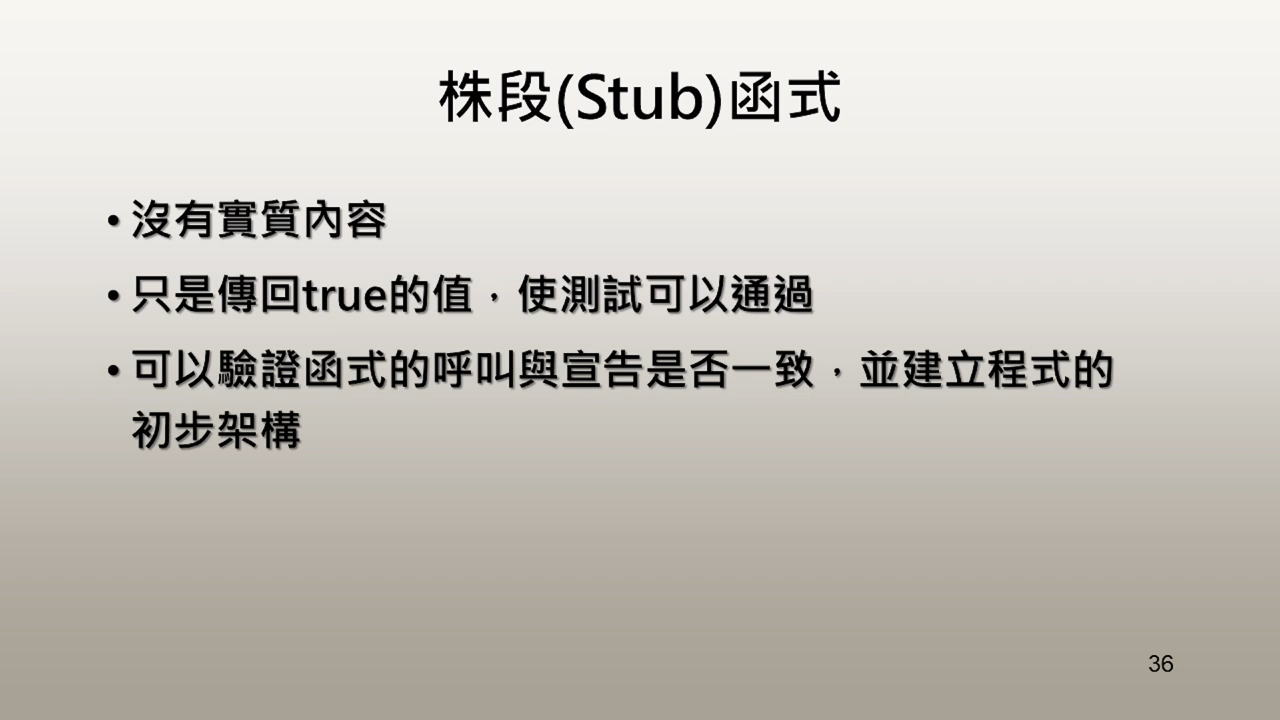 株段(Stub)函式
• 沒有實質內容
• 只是傳回true的值，使測試可以通過
• 可以驗證函式的呼叫與宣告是否一致，並建立程式的
初步架構
36